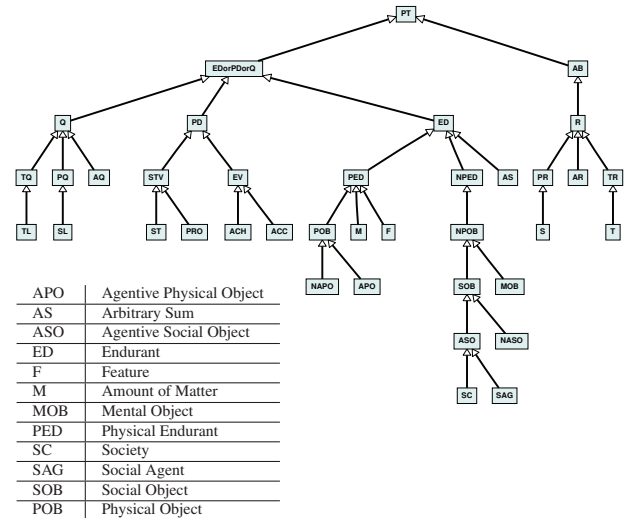 PT
EDorPDorQ AB
Q PD ED R
TQ PQ AQ STV EV PED NPED AS PR AR TR
TL SL ST PRO ACH ACC POB M F NPOB S T
NAPO APO SOB MOB
ASO NASO
SC SAG
APO Agentive Physical Object
AS Arbitrary Sum
ASO Agentive Social Object
ED Endurant
F Feature
M Amount of Matter
MOB Mental Object
PED Physical Endurant
SC Society
SAG Social Agent
SOB Social Object
POB Physical Object